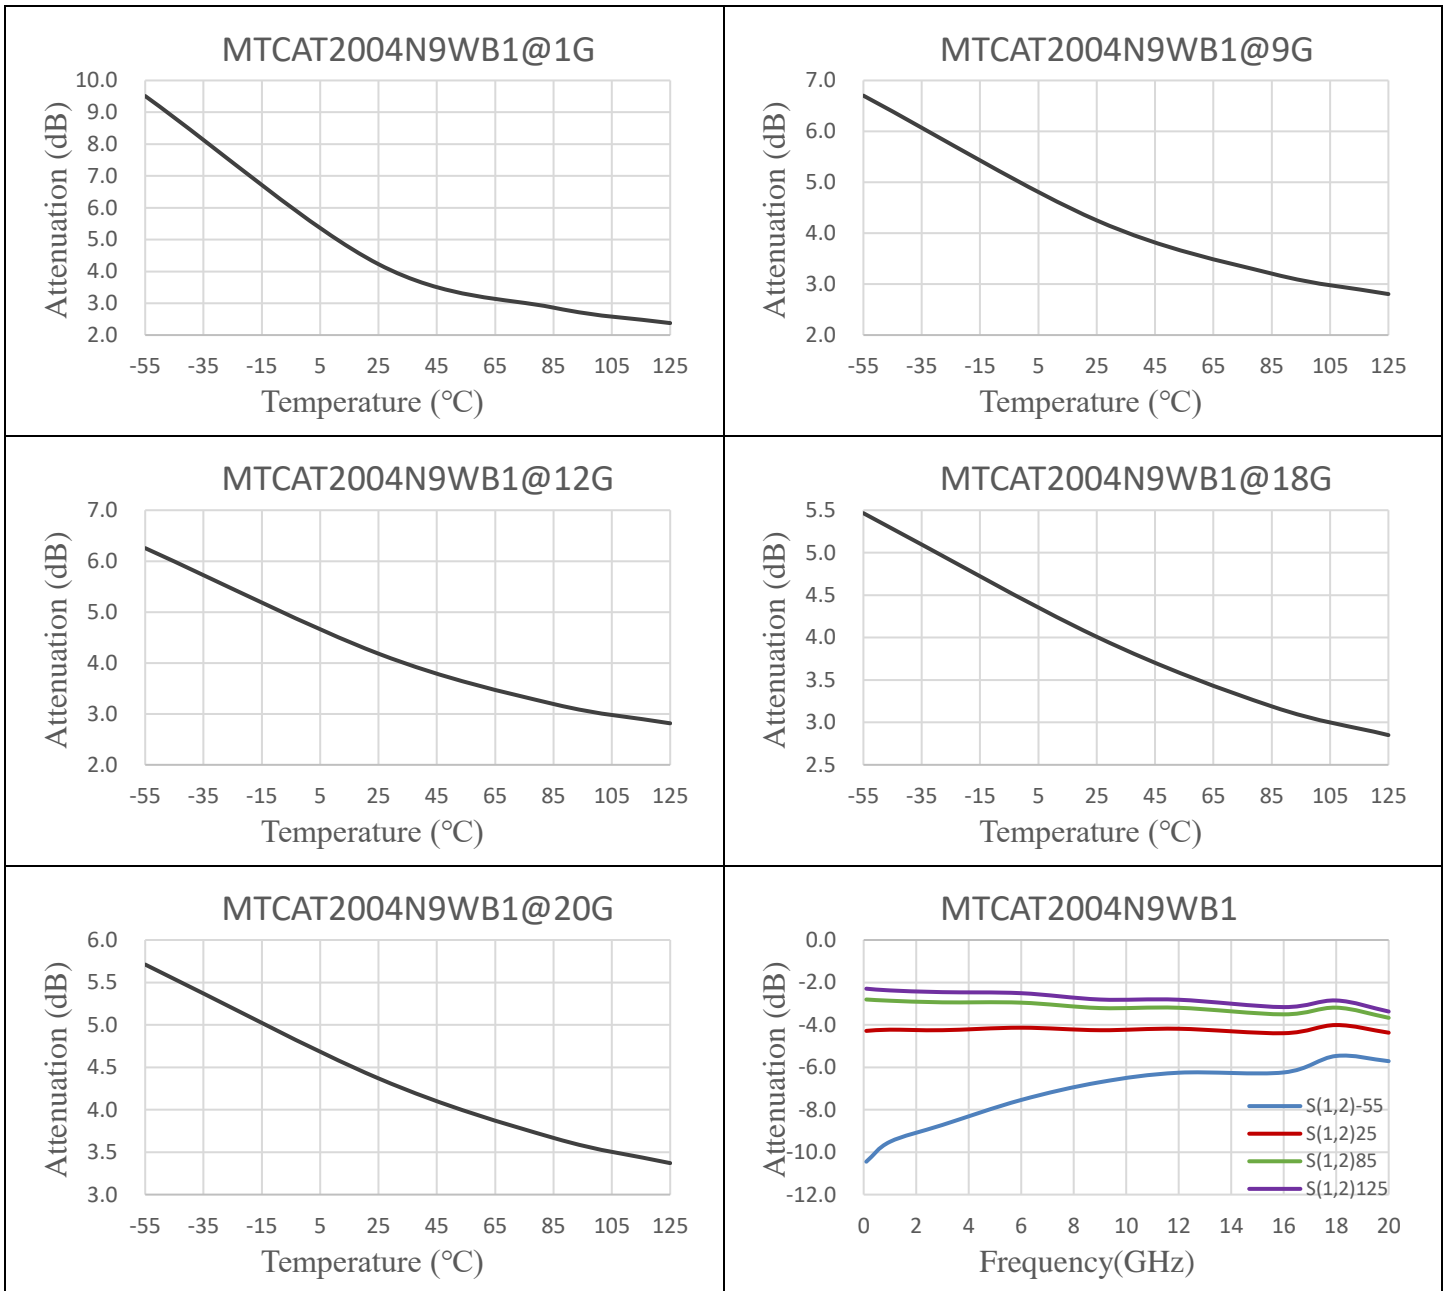 MTCAT2004N9WB1@1G
Attenuation (dB)
10.0
9.0
8.0
7.0
6.0
5.0
4.0
3.0
2.0
-55 -35 -15 5 25 45 65 85 105 125
Temperature (℃)
MTCAT2004N9WB1@9G
Attenuation (dB)
7.0
6.0
5.0
4.0
3.0
2.0
-55 -35 -15 5 25 45 65 85 105 125
Temperature (℃)
MTCAT2004N9WB1@12G
Attenuation (dB)
7.0
6.0
5.0
4.0
3.0
2.0
-55 -35 -15 5 25 45 65 85 105 125
Temperature (℃)
MTCAT2004N9WB1@18G
Attenuation (dB)
5.5
5.0
4.5
4.0
3.5
3.0
2.5
-55 -35 -15 5 25 45 65 85 105 125
Temperature (℃)
MTCAT2004N9WB1@20G
Attenuation (dB)
6.0
5.5
5.0
4.5
4.0
3.5
3.0
-55 -35 -15 5 25 45 65 85 105 125
Temperature (℃)
MTCAT2004N9WB1
Attenuation (dB)
0.0
-2.0
-4.0
-6.0
-8.0
-10.0
-12.0
S(1,2)-55
S(1,2)25
S(1,2)85
S(1,2)125
0 2 4 6 8 10 12 14 16 18 20
Frequency(GHz)